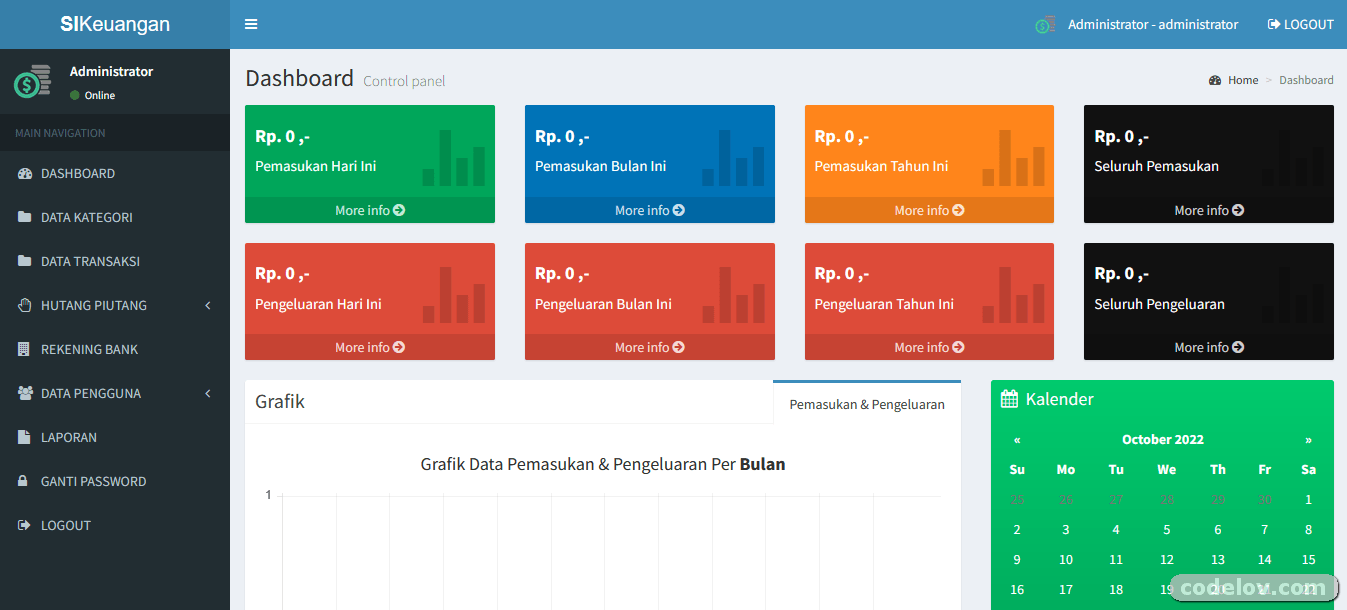 SIKeuangan
Administrator - administrator
LOGOUT
Administrator
Online
MAIN NAVIGATION
DASHBOARD
DATA KATEGORI
DATA TRANSAKSI
HUTANG PIUTANG
REKENING BANK
DATA PENGGUNA
LAPORAN
GANTI PASSWORD
LOGOUT
Dashboard Control panel
Home > Dashboard
Rp. 0 ,-
Pemasukan Hari Ini
More info
Rp. 0 ,-
Pemasukan Bulan Ini
More info
Rp. 0 ,-
Pemasukan Tahun Ini
More info
Rp. 0 ,-
Seluruh Pemasukan
More info
Rp. 0 ,-
Pengeluaran Hari Ini
More info
Rp. 0 ,-
Pengeluaran Bulan Ini
More info
Rp. 0 ,-
Pengeluaran Tahun Ini
More info
Rp. 0 ,-
Seluruh Pengeluaran
More info
Grafik
Pemasukan & Pengeluaran
Grafik Data Pemasukan & Pengeluaran Per Bulan
1
Kalender
« October 2022 »
Su Mo Tu We Th Fr Sa
25 26 27 28 29 30 1
2 3 4 5 6 7 8
9 10 11 12 13 14 15
16 17 18 19
codelov.com